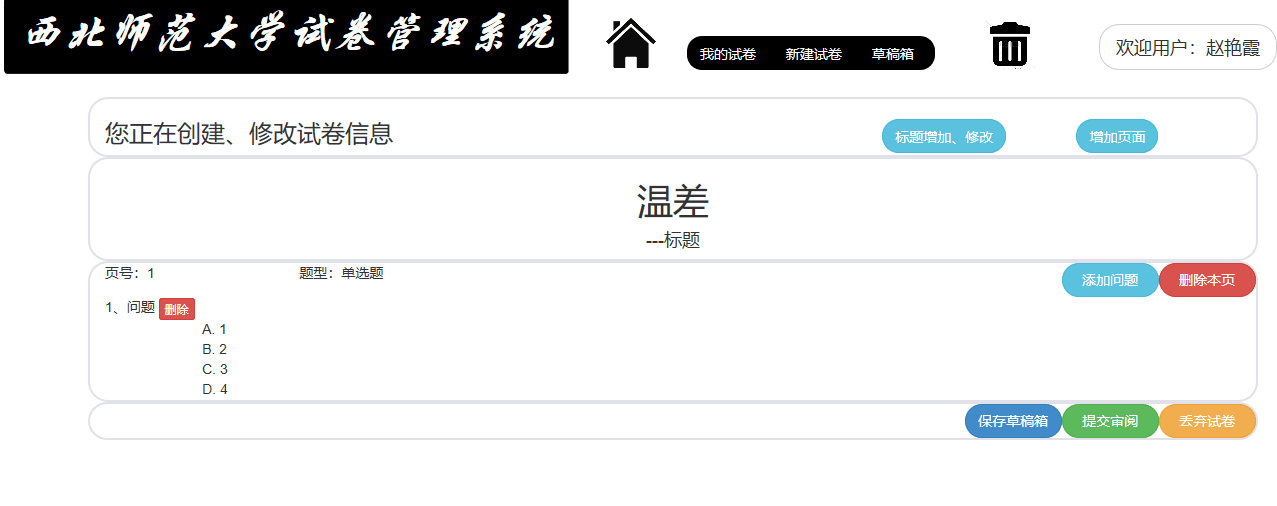 西北师范大学试卷管理系统
我的试卷 新建试卷 草稿箱
欢迎用户：赵艳霞
您正在创建、修改试卷信息 标题增加、修改 增加页面
温差
---标题
页号：1 题型：单选题 添加问题 删除本页
1、问题 删除
A. 1
B. 2
C. 3
D. 4
保存草稿箱 提交审阅 丢弃试卷